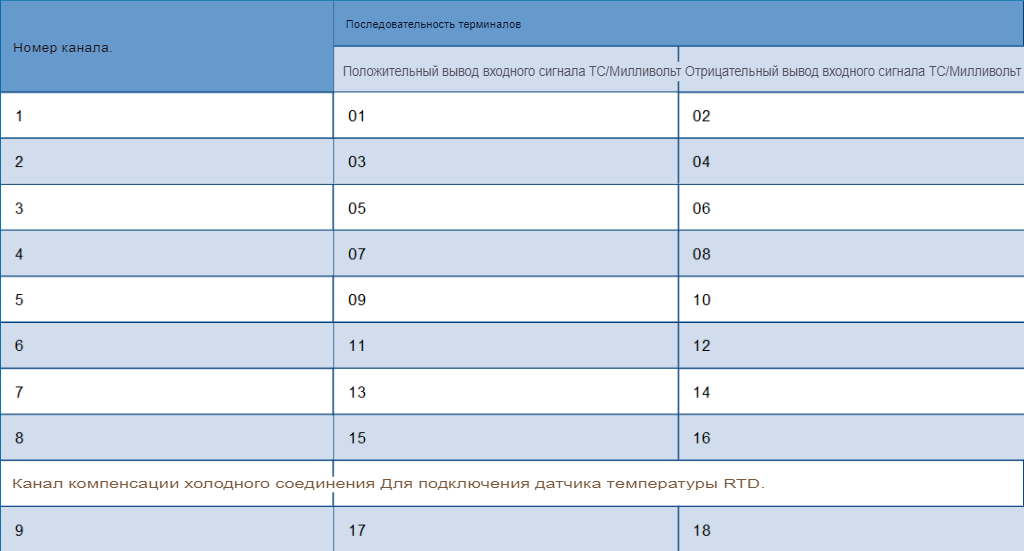 Номер канала.
Последовательность терминалов
Положительный вывод входного сигнала ТС/Милливольт Отрицательный вывод входного сигнала ТС/Милливольт
1 01 02
2 03 04
3 05 06
4 07 08
5 09 10
6 11 12
7 13 14
8 15 16
Канал компенсации холодного соединения Для подключения датчика температуры RTD.
9 17 18